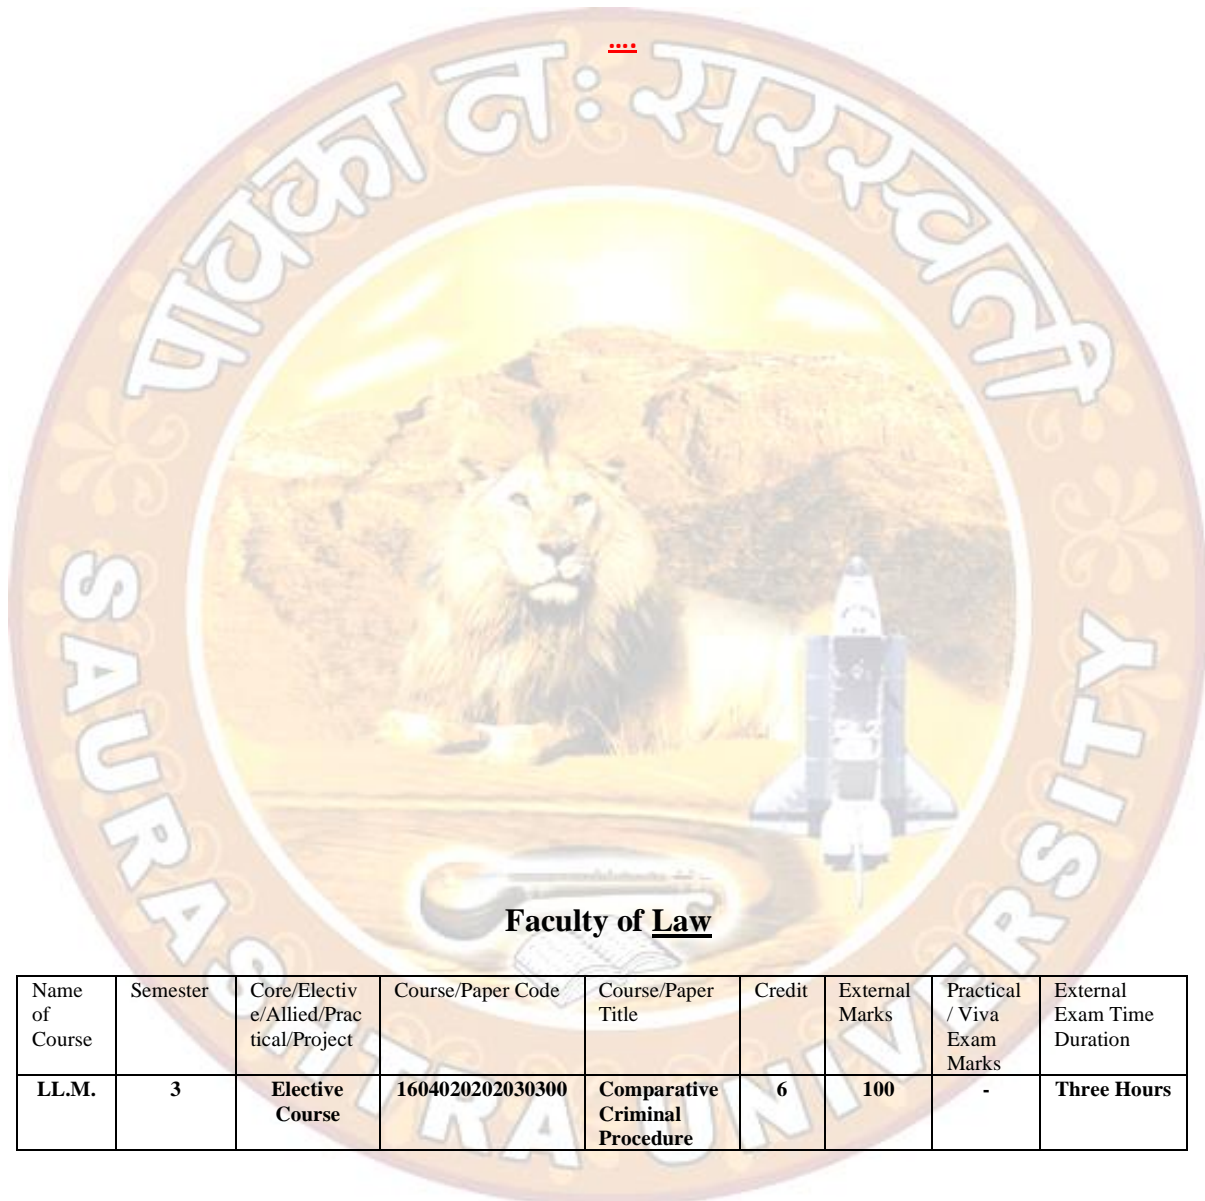 ....
पावका नः सरस्वती
SAURASHTRA UNIVERSITY
Faculty of Law
Name of Course | Semester | Core/Elective/Allied/Practical/Project | Course/Paper Code | Course/Paper Title | Credit | External Marks | Practical / Viva Exam Marks | External Exam Time Duration
LL.M. | 3 | Elective Course | 1604020202030300 | Comparative Criminal Procedure | 6 | 100 | - | Three Hours